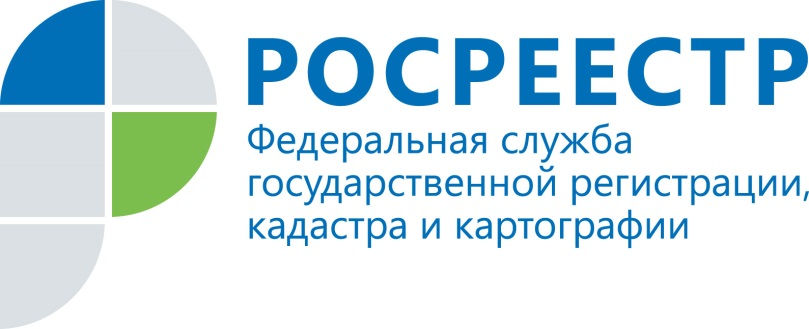 РОСРЕЕСТР
Федеральная служба
государственной регистрации,
кадастра и картографии